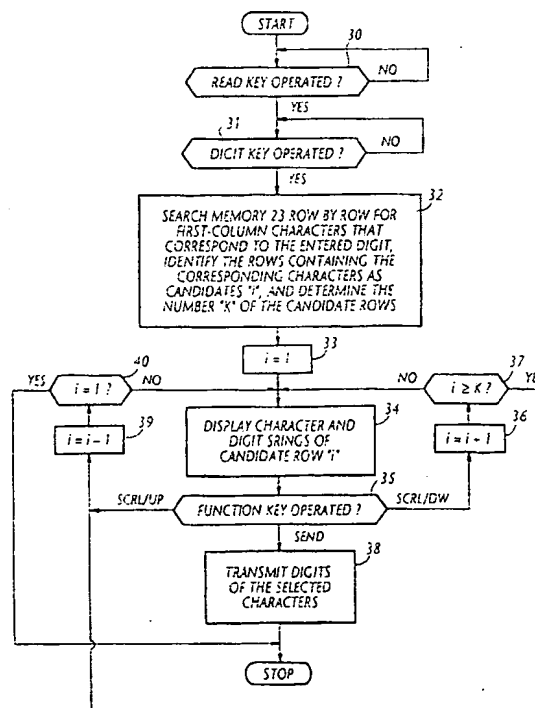 START
30
READ KEY OPERATED ?
NO
YES
31
DIGIT KEY OPERATED ?
NO
YES
32
SEARCH MEMORY 23 ROW BY ROW FOR
FIRST-COLUMN CHARACTERS THAT
CORRESPOND TO THE ENTERED DIGIT,
IDENTIFY THE ROWS CONTAINING THE
CORRESPONDING CHARACTERS AS
CANDIDATES "i", AND DETERMINE THE
NUMBER "K" OF THE CANDIDATE ROWS
33
i = 1
40
YES
i = 1 ?
NO
37
NO
i ≥ K ?
39
i = i - 1
34
DISPLAY CHARACTER AND
DIGIT SRINGS OF
CANDIDATE ROW "i"
36
i = i + 1
35
SCRL/UP
FUNCTION KEY OPERATED ?
SCRL/DW
SEND
38
TRANSMIT DIGITS
OF THE SELECTED
CHARACTERS
STOP